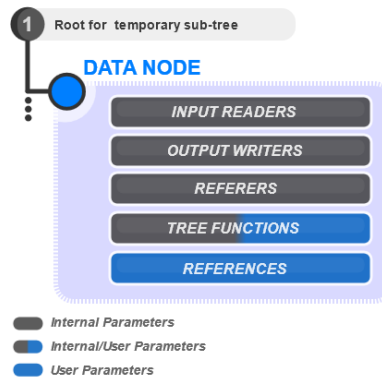 1 Root for temporary sub-tree
DATA NODE
INPUT READERS
OUTPUT WRITERS
REFERERS
TREE FUNCTIONS
REFERENCES
Internal Parameters
Internal/User Parameters
User Parameters